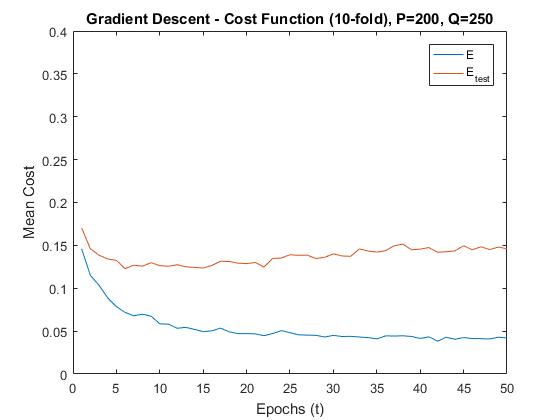 Gradient Descent - Cost Function (10-fold), P=200, Q=250
0.4
0.35
0.3
0.25
0.2
0.15
0.1
0.05
0
Mean Cost
E
E_test
0 5 10 15 20 25 30 35 40 45 50
Epochs (t)